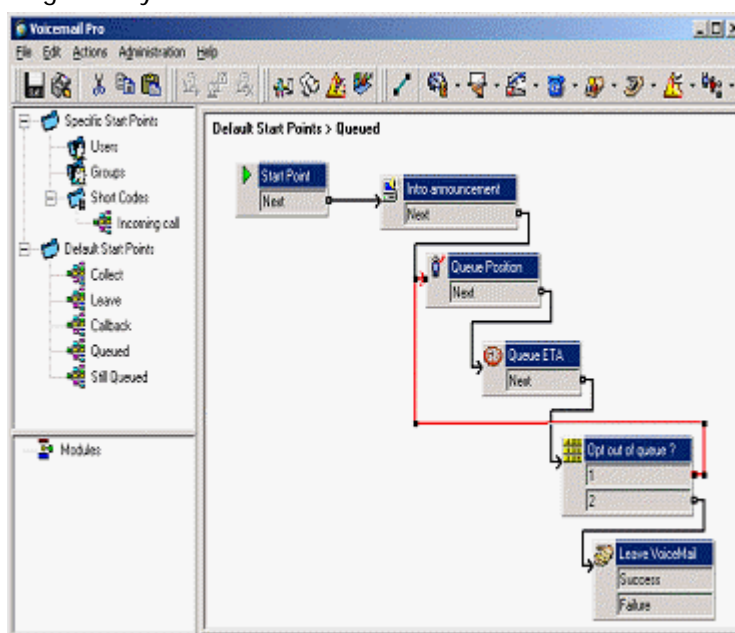 Voicemail Pro
File Edit Actions Administration Help
Specific Start Points
Users
Groups
Short Codes
Incoming call
Default Start Points
Collect
Leave
Callback
Queued
Still Queued
Modules
Default Start Points > Queued
Start Point
Next
Intro announcement
Next
Queue Position
Next
Queue ETA
Next
Opt out of queue ?
1
2
Leave VoiceMail
Success
Failure